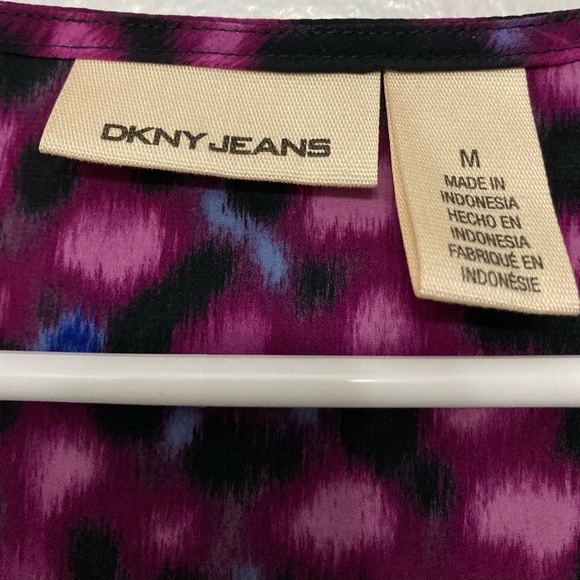 DKNY JEANS
M
MADE IN
INDONESIA
HECHO EN
INDONESIA
FABRIQUÉ EN
INDONÉSIE